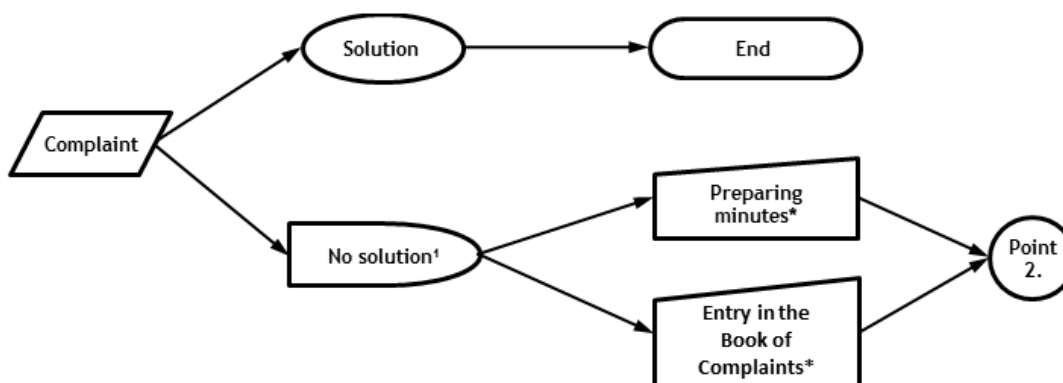 Solution
End
Complaint
Preparing
minutes*
No solution¹
Point
2.
Entry in the
Book of
Complaints*